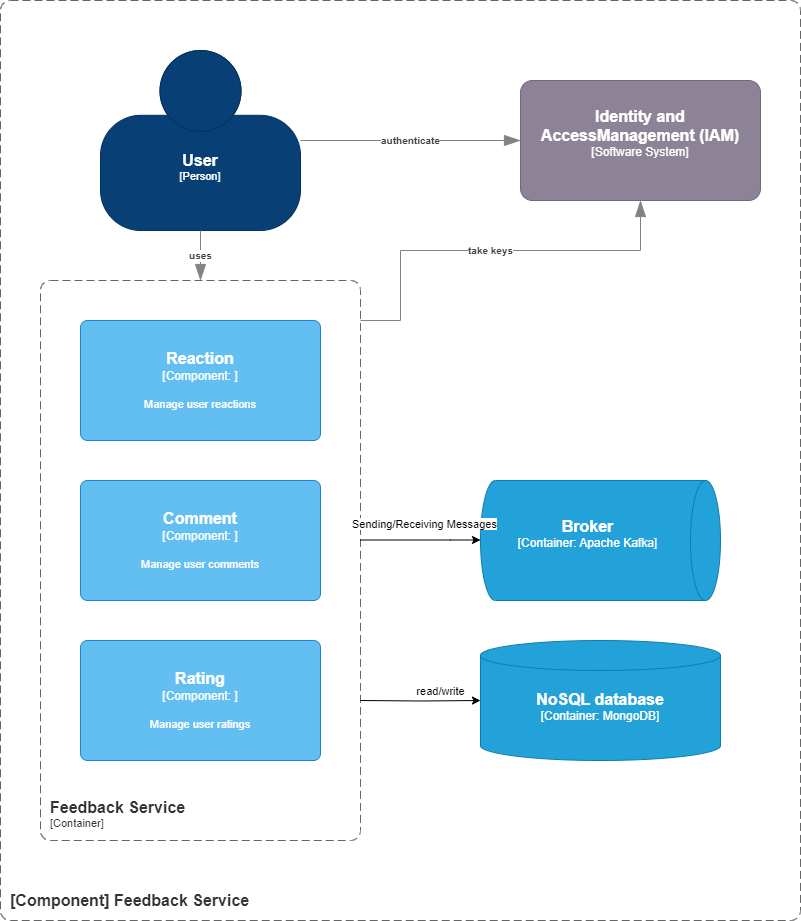 User
[Person]
authenticate
Identity and
AccessManagement (IAM)
[Software System]
uses
take keys
Reaction
[Component: ]
Manage user reactions
Comment
[Component: ]
Manage user comments
Sending/Receiving Messages
Broker
[Container: Apache Kafka]
Rating
[Component: ]
Manage user ratings
read/write
NoSQL database
[Container: MongoDB]
Feedback Service
[Container]
[Component] Feedback Service